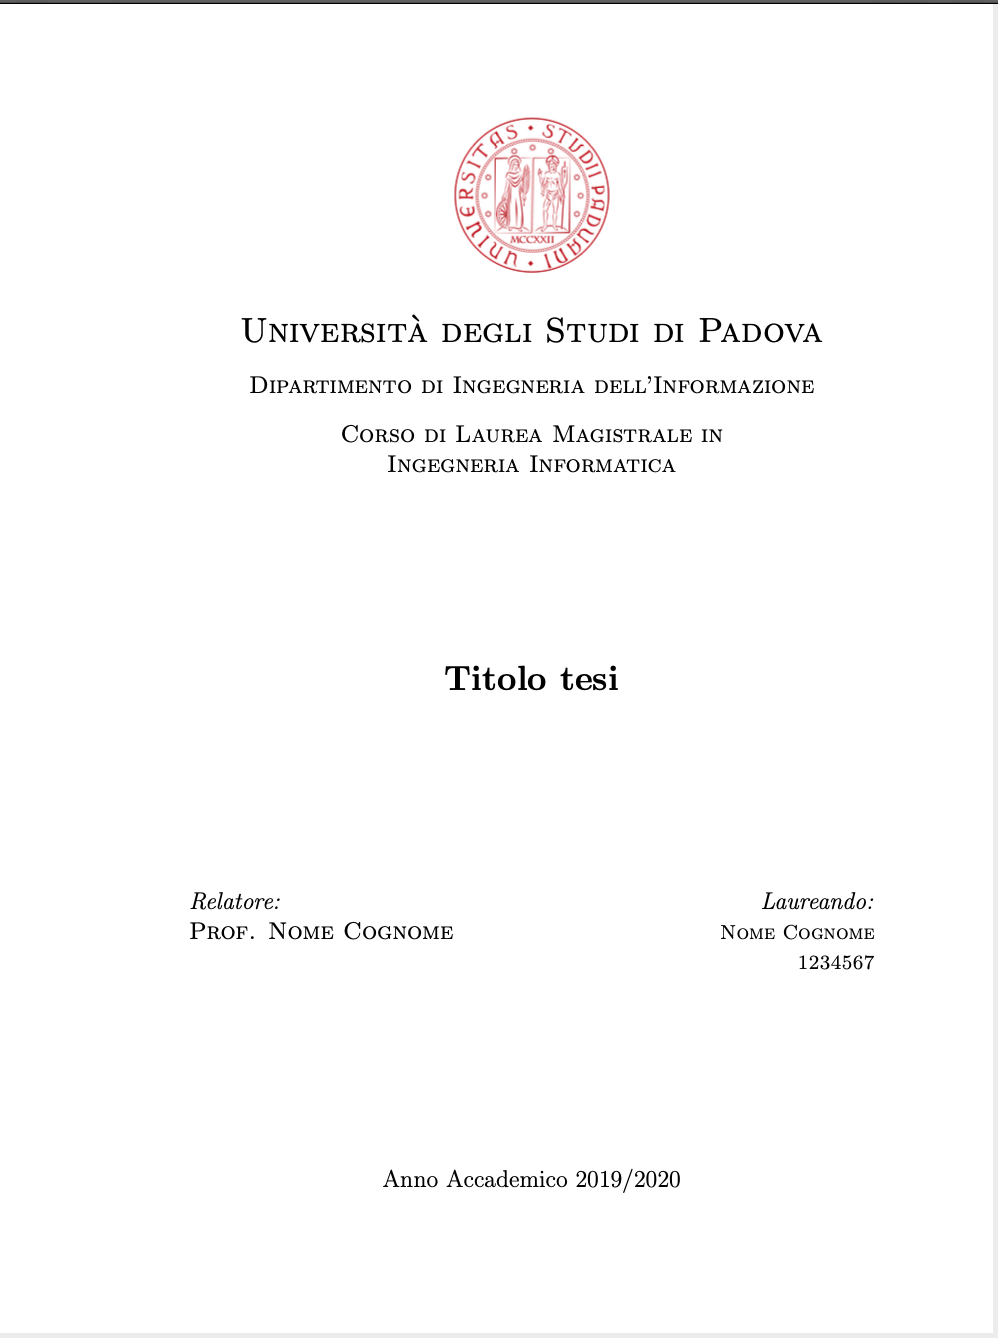 UNIVERSITAS STUDII PADUANI
MCCXXII
Università degli Studi di Padova
Dipartimento di Ingegneria dell'Informazione
Corso di Laurea Magistrale in
Ingegneria Informatica
Titolo tesi
Relatore:
Prof. Nome Cognome
Laureando:
Nome Cognome
1234567
Anno Accademico 2019/2020